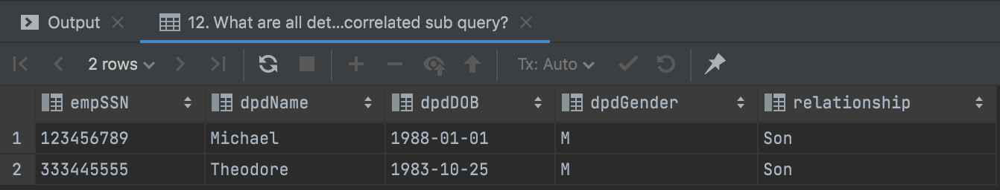 Output 12. What are all det...correlated sub query?
2 rows Tx: Auto
empSSN dpdName dpdDOB dpdGender relationship
1 123456789 Michael 1988-01-01 M Son
2 333445555 Theodore 1983-10-25 M Son